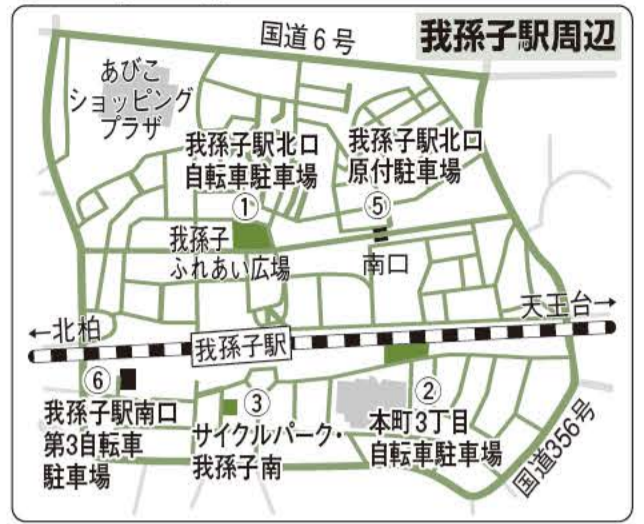 我孫子駅周辺
国道6号
あびこ
ショッピング
プラザ
我孫子駅北口
自転車駐車場
①
我孫子駅北口
原付駐車場
⑤
我孫子
ふれあい広場
南口
天王台→
←北柏
我孫子駅
⑥
我孫子駅南口
第3自転車
駐車場
③
サイクルパーク・
我孫子南
②
本町3丁目
自転車駐車場
国道356号